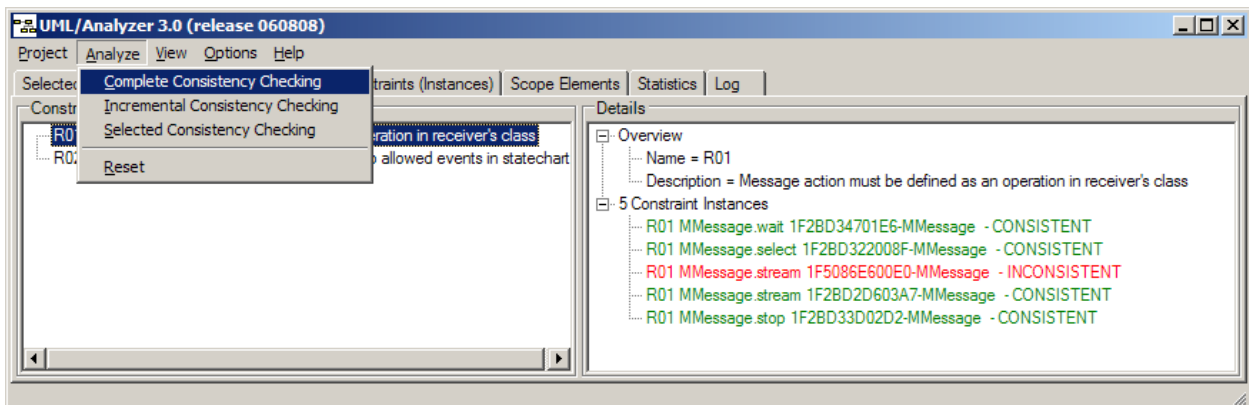 UML/Analyzer 3.0 (release 060808)
Project Analyze View Options Help
Selected traints (Instances) Scope Elements Statistics Log
Complete Consistency Checking
Incremental Consistency Checking
Selected Consistency Checking
Reset
Constr
R01 eration in receiver's class
R02 o allowed events in statechart
Details
Overview
Name = R01
Description = Message action must be defined as an operation in receiver's class
5 Constraint Instances
R01 MMessage.wait 1F2BD34701E6-MMessage - CONSISTENT
R01 MMessage.select 1F2BD322008F-MMessage - CONSISTENT
R01 MMessage.stream 1F5086E600E0-MMessage - INCONSISTENT
R01 MMessage.stream 1F2BD2D603A7-MMessage - CONSISTENT
R01 MMessage.stop 1F2BD33D02D2-MMessage - CONSISTENT